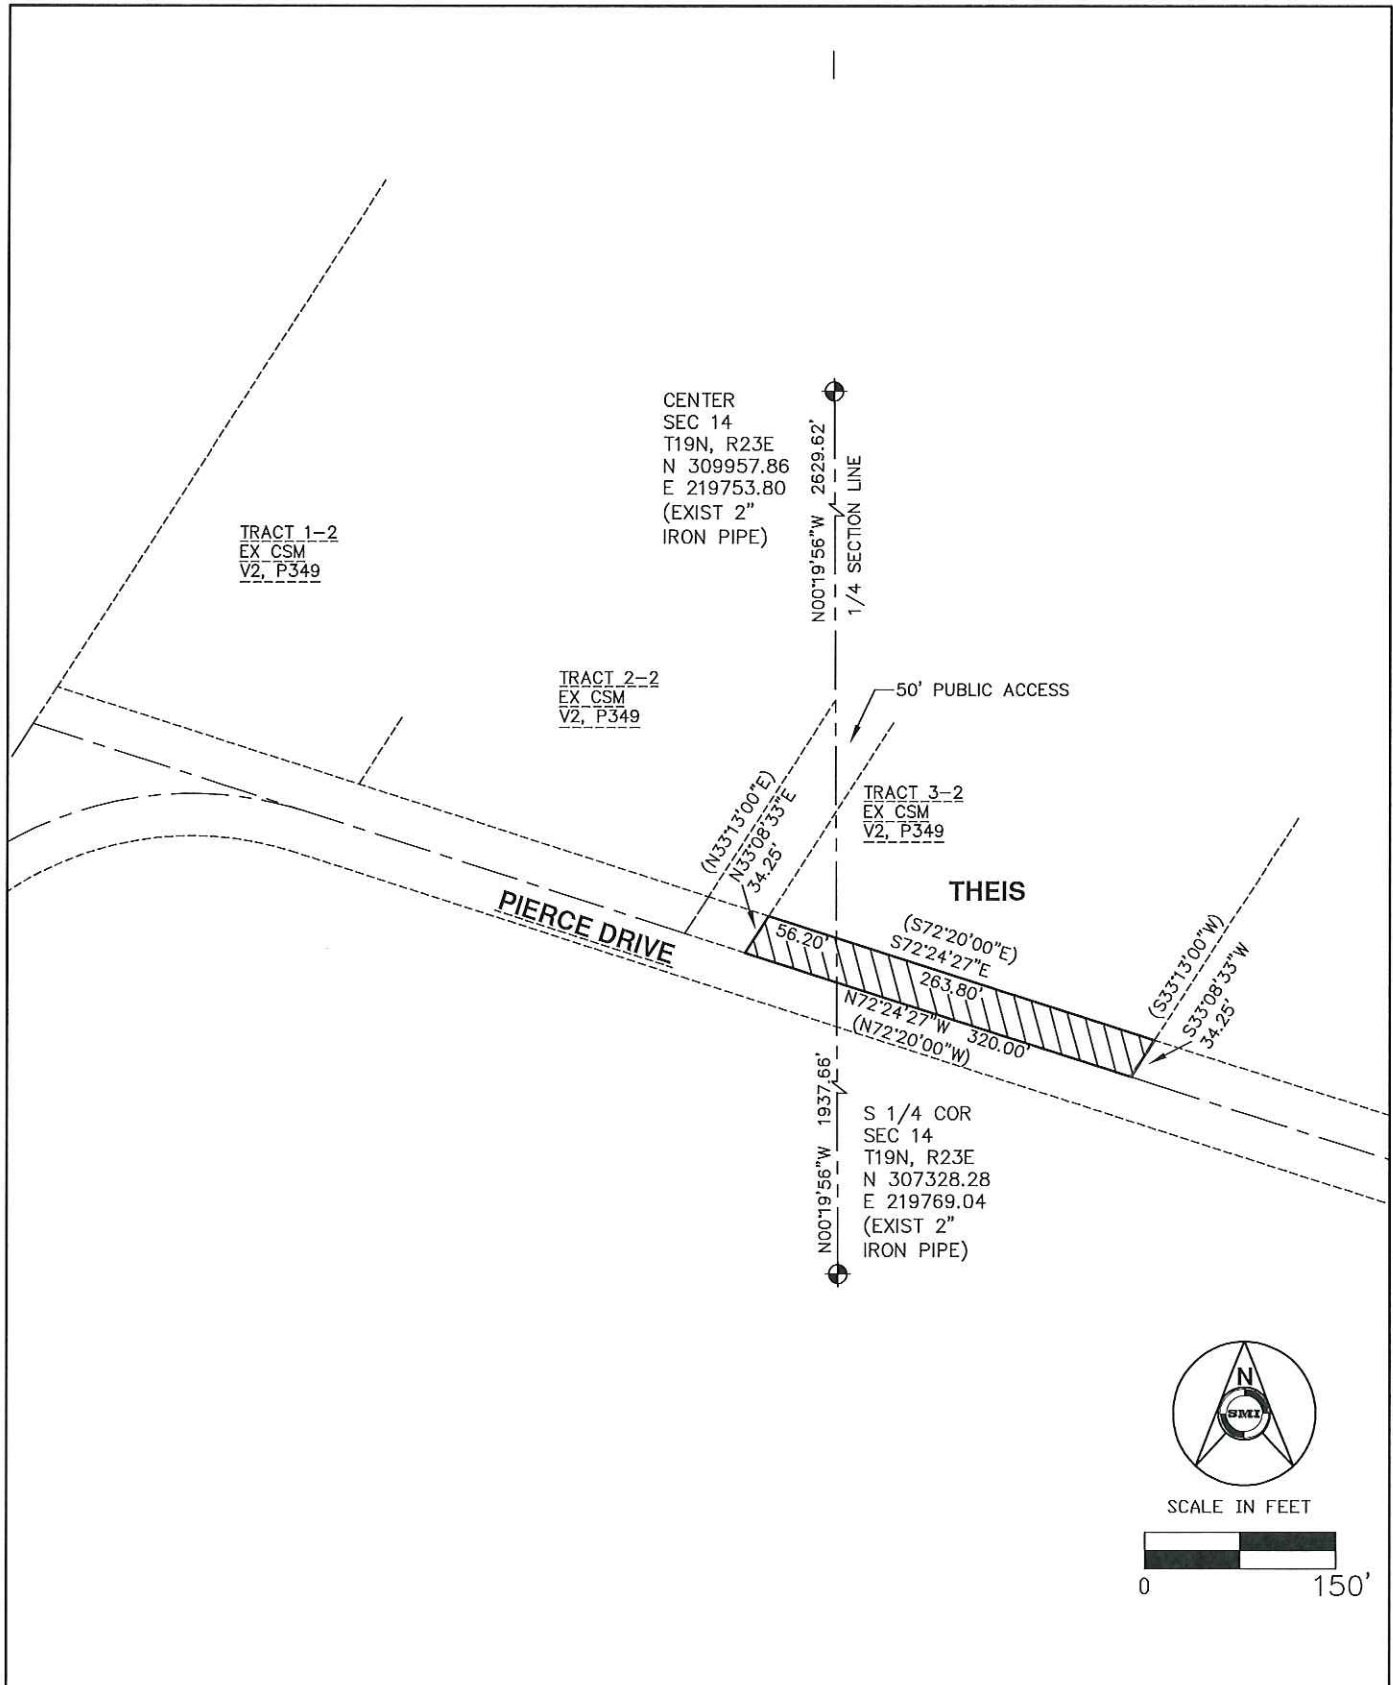 CENTER
SEC 14
T19N, R23E
N 309957.86
E 219753.80
(EXIST 2"
IRON PIPE)
N00°19'56"W 2629.62'
1/4 SECTION LINE
TRACT 1-2
EX CSM
V2, P349
TRACT 2-2
EX CSM
V2, P349
50' PUBLIC ACCESS
(N33°13'00"E)
N33°08'33"E
34.25'
TRACT 3-2
EX CSM
V2, P349
THEIS
PIERCE DRIVE
56.20'
(S72°20'00"E)
S72°24'27"E
263.80'
N72°24'27"W 320.00'
(N72°20'00"W)
(S33°13'00"W)
S33°08'33"W
34.25'
N00°19'56"W 1937.66'
S 1/4 COR
SEC 14
T19N, R23E
N 307328.28
E 219769.04
(EXIST 2"
IRON PIPE)
N
SMI
SCALE IN FEET
0 150'